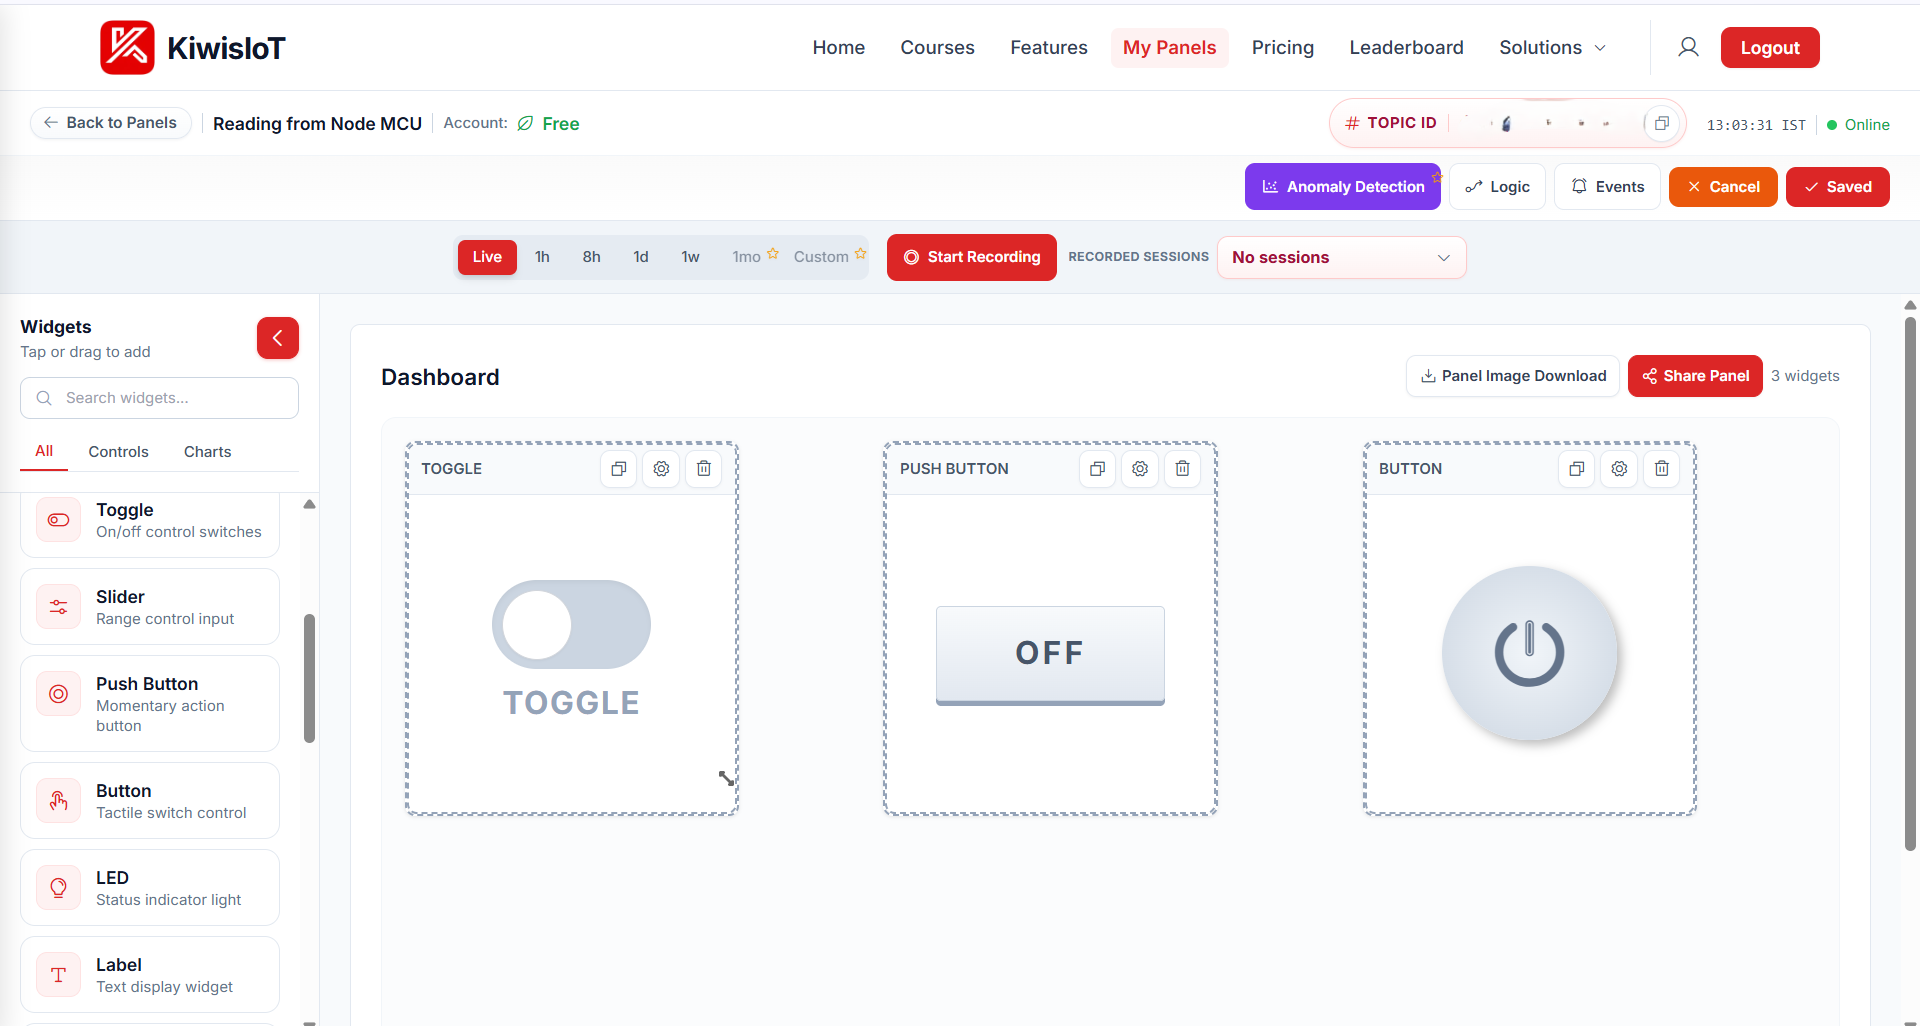 KiwisIoT
Home
Courses
Features
My Panels
Pricing
Leaderboard
Solutions
Logout
Back to Panels
Reading from Node MCU
Account:
Free
# TOPIC ID
13:03:31 IST
Online
Anomaly Detection
Logic
Events
Cancel
Saved
Live
1h
8h
1d
1w
1mo
Custom
Start Recording
RECORDED SESSIONS
No sessions
Widgets
Tap or drag to add
Search widgets...
All
Controls
Charts
Toggle
On/off control switches
Slider
Range control input
Push Button
Momentary action
button
Button
Tactile switch control
LED
Status indicator light
Label
Text display widget
Dashboard
Panel Image Download
Share Panel
3 widgets
TOGGLE
TOGGLE
PUSH BUTTON
OFF
BUTTON